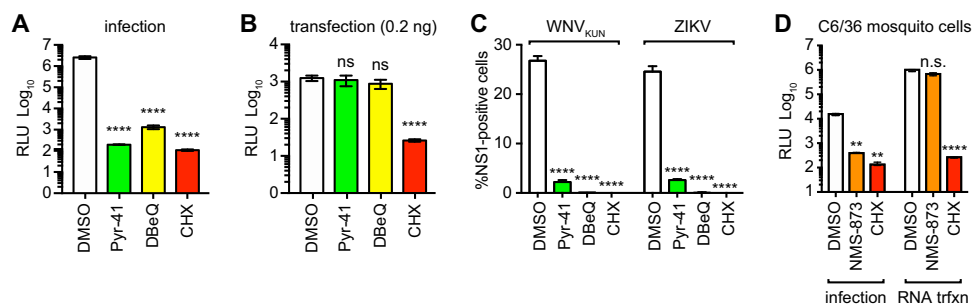 A
infection
RLU Log10
7
6
5
4
3
2
1
0
****
****
****
DMSO
Pyr-41
DBeQ
CHX
B
transfection (0.2 ng)
RLU Log10
4
3
2
1
0
ns
ns
****
DMSO
Pyr-41
DBeQ
CHX
C
WNVKUN
ZIKV
%NS1-positive cells
30
20
10
0
****
****
****
****
****
****
DMSO
Pyr-41
DBeQ
CHX
DMSO
Pyr-41
DBeQ
CHX
D
C6/36 mosquito cells
RLU Log10
7
6
5
4
3
2
1
**
**
n.s.
****
DMSO
NMS-873
CHX
DMSO
NMS-873
CHX
infection
RNA trfxn